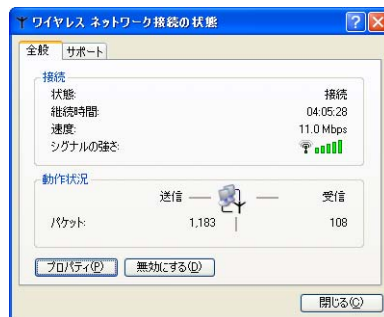 ワイヤレス ネットワーク接続の状態
全般 サポート
接続
状態: 接続
継続時間: 04:05:28
速度: 11.0 Mbps
シグナルの強さ:
動作状況
送信 受信
パケット: 1,183 108
プロパティ(P) 無効にする(D)
閉じる(C)